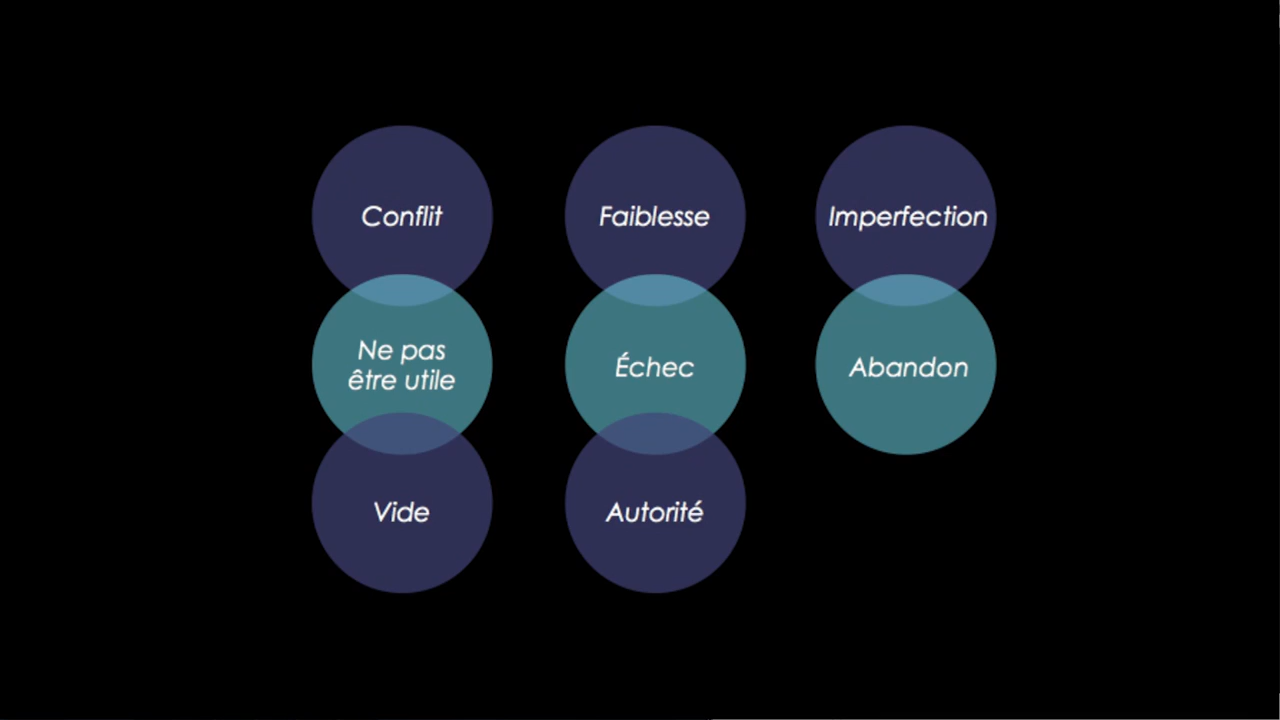 Conflit
Faiblesse
Imperfection
Ne pas
être utile
Échec
Abandon
Vide
Autorité